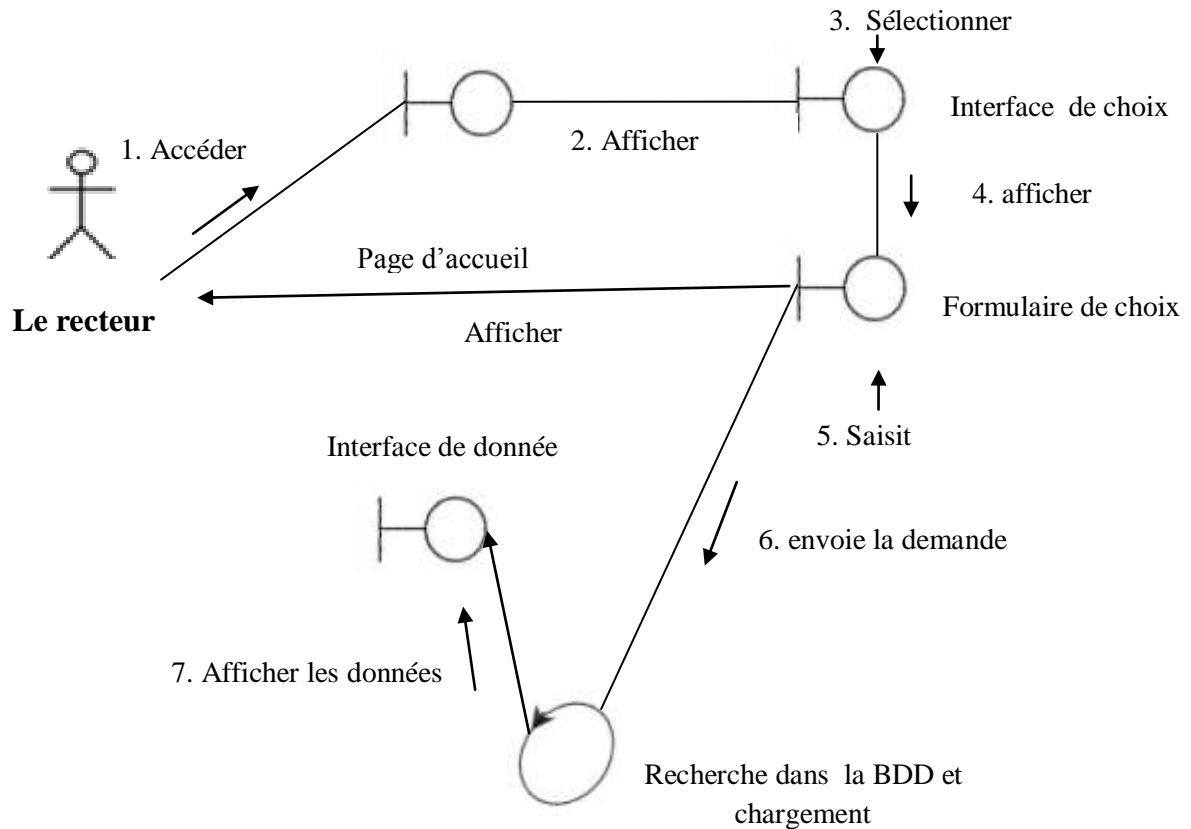 3. Sélectionner
Interface de choix
1. Accéder
2. Afficher
4. afficher
Page d’accueil
Le recteur
Afficher
Formulaire de choix
5. Saisit
Interface de donnée
6. envoie la demande
7. Afficher les données
Recherche dans la BDD et
chargement